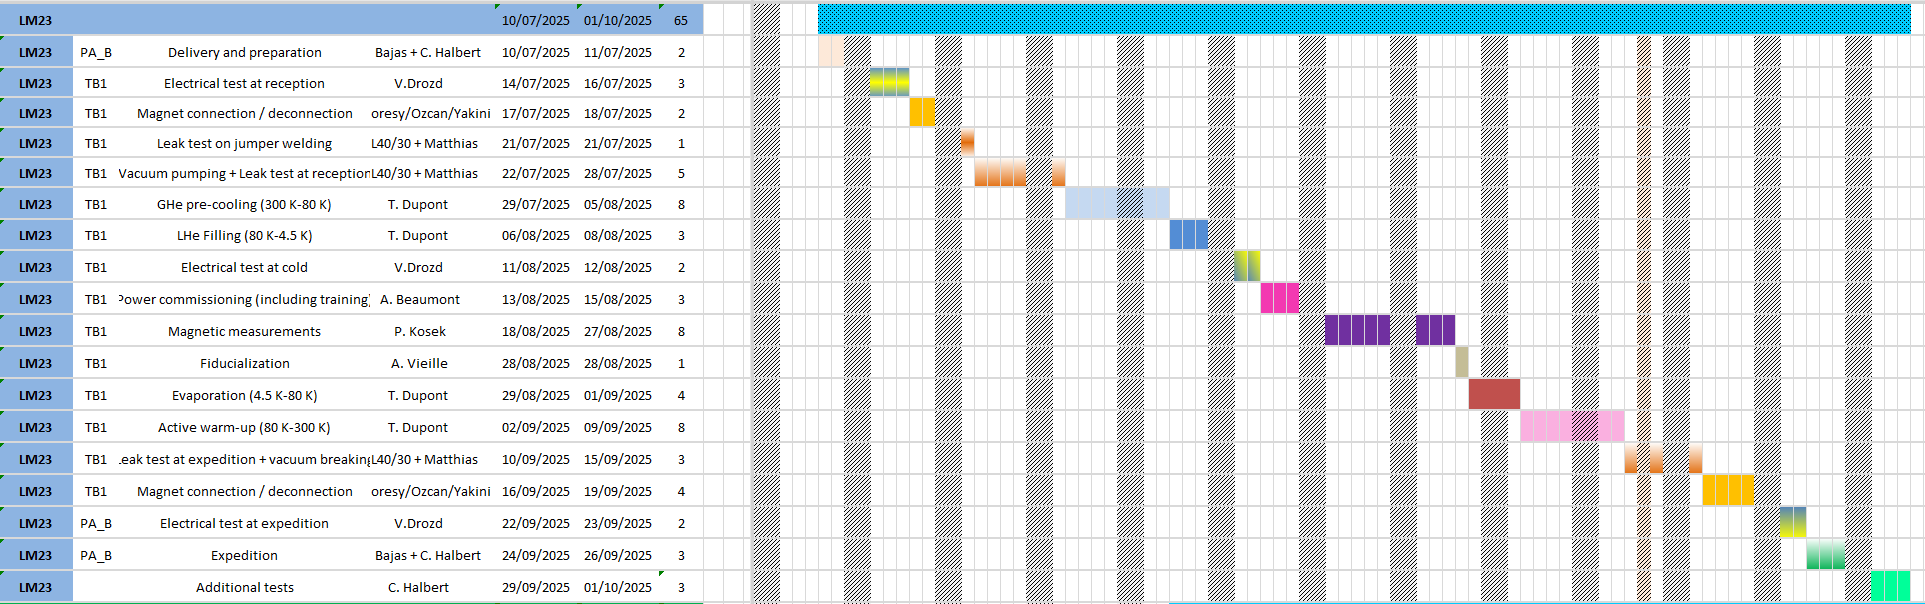 LM23 10/07/2025 01/10/2025 65
LM23 PA_B Delivery and preparation Bajas + C. Halbert 10/07/2025 11/07/2025 2
LM23 TB1 Electrical test at reception V.Drozd 14/07/2025 16/07/2025 3
LM23 TB1 Magnet connection / deconnection oresy/Ozcan/Yakini 17/07/2025 18/07/2025 2
LM23 TB1 Leak test on jumper welding L40/30 + Matthias 21/07/2025 21/07/2025 1
LM23 TB1 Vacuum pumping + Leak test at reception L40/30 + Matthias 22/07/2025 28/07/2025 5
LM23 TB1 GHe pre-cooling (300 K-80 K) T. Dupont 29/07/2025 05/08/2025 8
LM23 TB1 LHe Filling (80 K-4.5 K) T. Dupont 06/08/2025 08/08/2025 3
LM23 TB1 Electrical test at cold V.Drozd 11/08/2025 12/08/2025 2
LM23 TB1 Power commissioning (including training) A. Beaumont 13/08/2025 15/08/2025 3
LM23 TB1 Magnetic measurements P. Kosek 18/08/2025 27/08/2025 8
LM23 TB1 Fiducialization A. Vieille 28/08/2025 28/08/2025 1
LM23 TB1 Evaporation (4.5 K-80 K) T. Dupont 29/08/2025 01/09/2025 4
LM23 TB1 Active warm-up (80 K-300 K) T. Dupont 02/09/2025 09/09/2025 8
LM23 TB1 eak test at expedition + vacuum breaking L40/30 + Matthias 10/09/2025 15/09/2025 3
LM23 TB1 Magnet connection / deconnection oresy/Ozcan/Yakini 16/09/2025 19/09/2025 4
LM23 PA_B Electrical test at expedition V.Drozd 22/09/2025 23/09/2025 2
LM23 PA_B Expedition Bajas + C. Halbert 24/09/2025 26/09/2025 3
LM23 Additional tests C. Halbert 29/09/2025 01/10/2025 3